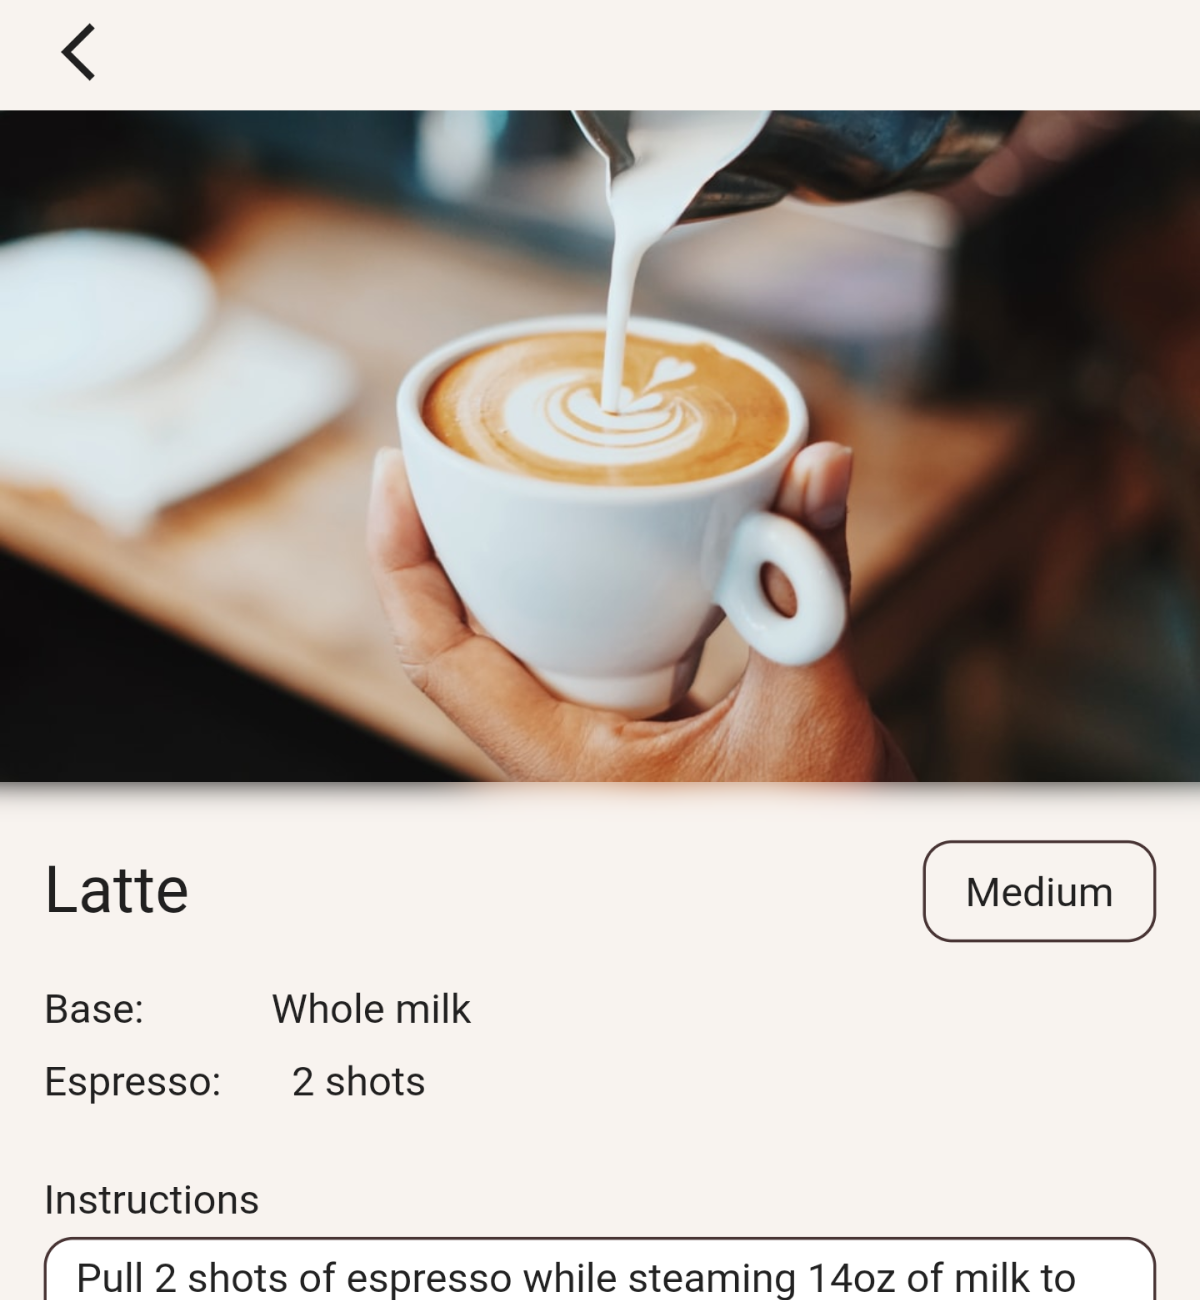 Latte
Medium
Base: Whole milk
Espresso: 2 shots
Instructions
Pull 2 shots of espresso while steaming 14oz of milk to